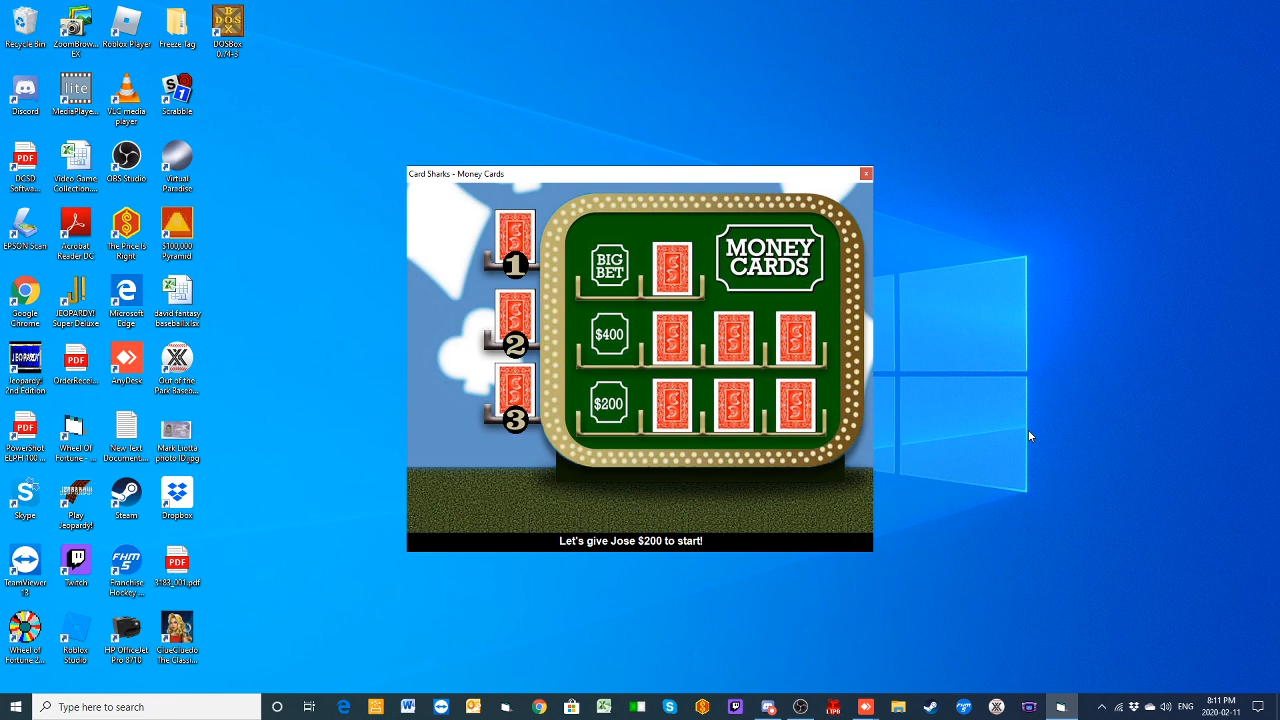 Recycle Bin
ZoomBrow... EX
Roblox Player
Freeze Tag
DOSBox 0.74-3
Discord
MediaPlaye...
VLC media player
Scrabble
DCSD Softwa...
Video Game Collection....
OBS Studio
Virtual Paradise
EPSON Scan
Acrobat Reader DC
The Price Is Right
$100,000 Pyramid
Google Chrome
JEOPARDY! Super Deluxe
Microsoft Edge
david fantasy baseball.xlsx
Jeopardy: 2nd Edition
OrderRecei...
AnyDesk
Out of the Park Baseb...
PowerShot ELPH 100 ...
Wheel Of Fortune - ...
New Text Document...
Mark Liotta photo ID.jpg
Skype
Play Jeopardy!
Steam
Dropbox
TeamViewer 13
Twitch
Franchise Hockey ...
3183_001.pdf
Wheel of Fortune 2...
Roblox Studio
HP OfficeJet Pro 8710
ClueCluedo The Classi...
Card Sharks - Money Cards
MONEY
CARDS
BIG
BET
$400
$200
1
2
3
Let's give Jose $200 to start!
Type here to search
ENG
8:11 PM
2020-02-11